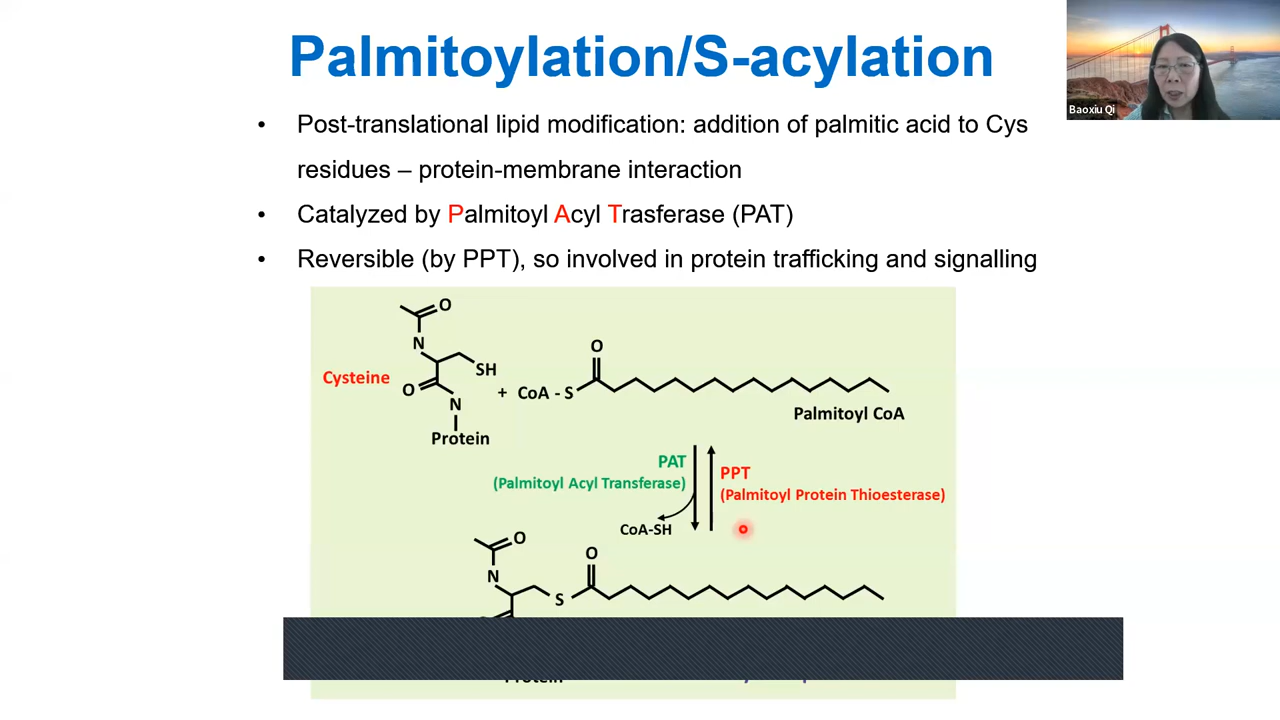 Palmitoylation/S-acylation
Baoxiu Qi
• Post-translational lipid modification: addition of palmitic acid to Cys
residues – protein-membrane interaction
• Catalyzed by Palmitoyl Acyl Trasferase (PAT)
• Reversible (by PPT), so involved in protein trafficking and signalling
O
N
SH
Cysteine
O
N
Protein
+ CoA - S
O
Palmitoyl CoA
PAT
(Palmitoyl Acyl Transferase)
PPT
(Palmitoyl Protein Thioesterase)
CoA-SH
O
N
S
O
Protein